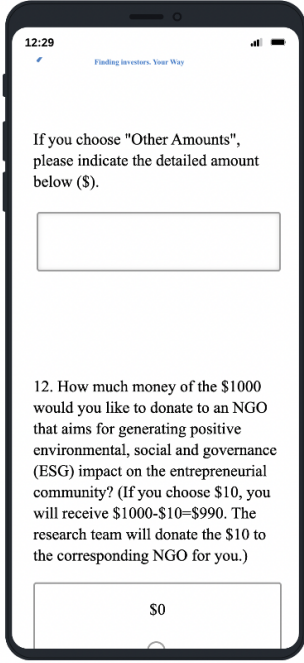 12:29
Finding investors. Your Way
If you choose "Other Amounts",
please indicate the detailed amount
below ($).
12. How much money of the $1000
would you like to donate to an NGO
that aims for generating positive
environmental, social and governance
(ESG) impact on the entrepreneurial
community? (If you choose $10, you
will receive $1000-$10=$990. The
research team will donate the $10 to
the corresponding NGO for you.)
$0